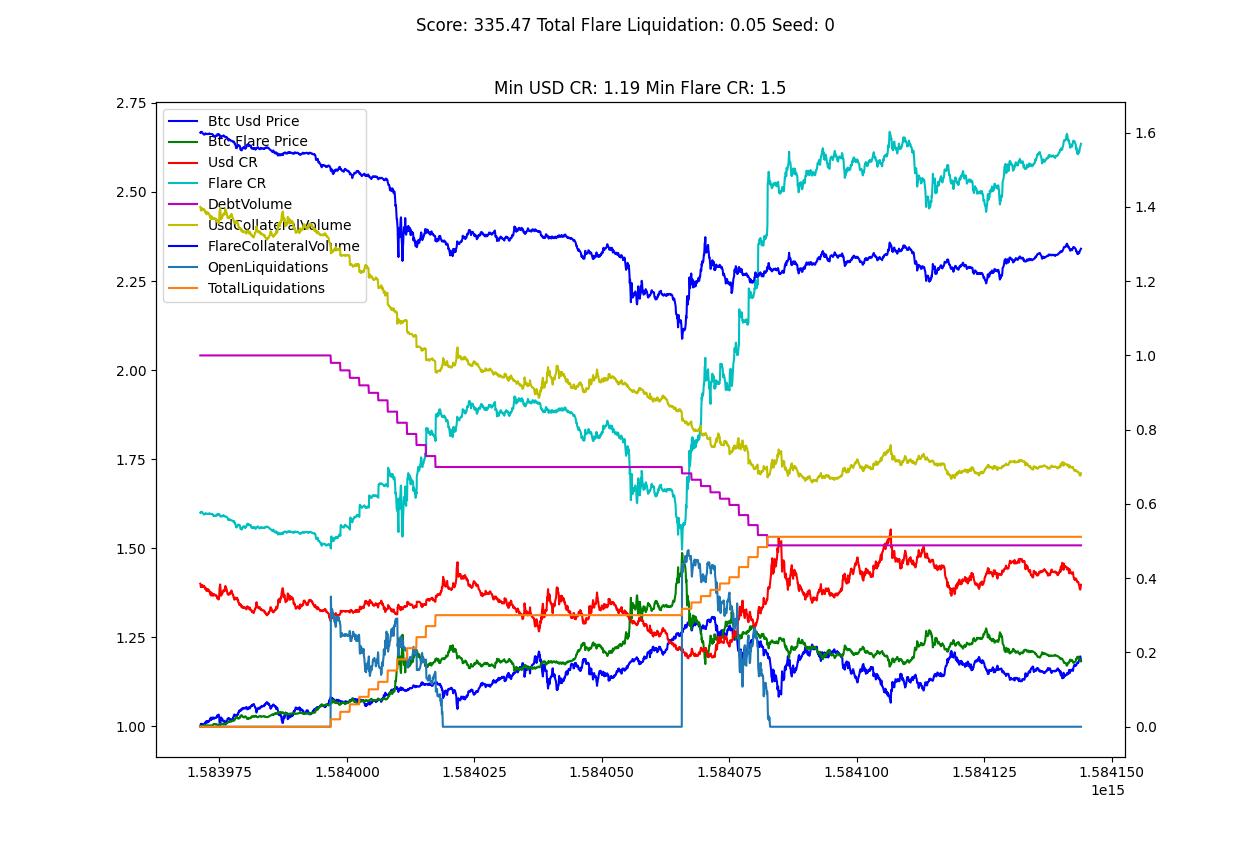 Score: 335.47 Total Flare Liquidation: 0.05 Seed: 0
Min USD CR: 1.19 Min Flare CR: 1.5
Btc Usd Price
Btc Flare Price
Usd CR
Flare CR
DebtVolume
UsdCollateralVolume
FlareCollateralVolume
OpenLiquidations
TotalLiquidations
2.75
2.50
2.25
2.00
1.75
1.50
1.25
1.00
1.6
1.4
1.2
1.0
0.8
0.6
0.4
0.2
0.0
1.583975 1.584000 1.584025 1.584050 1.584075 1.584100 1.584125 1.584150
1e15